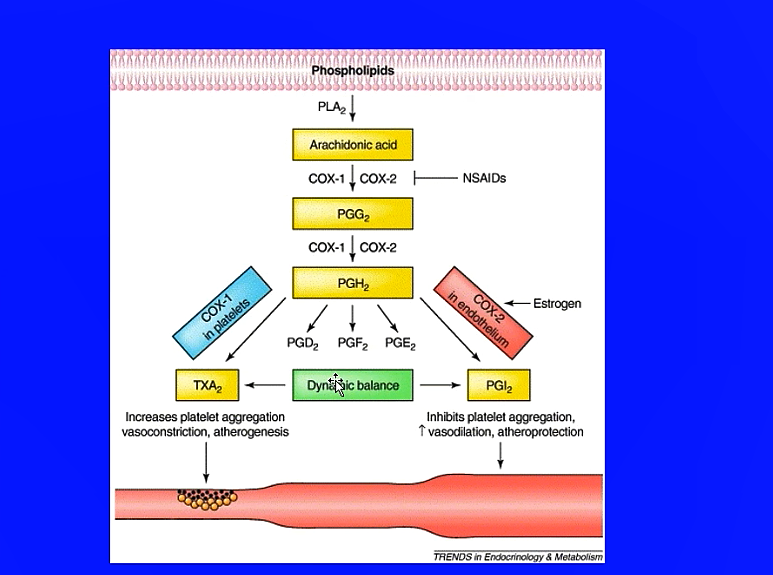 Phospholipids
PLA₂
Arachidonic acid
COX-1 COX-2 NSAIDs
PGG₂
COX-1 COX-2
PGH₂
COX-1
in platelets
COX-2
in endothelium
Estrogen
PGD₂ PGF₂ PGE₂
TXA₂ Dynamic balance PGI₂
Increases platelet aggregation
vasoconstriction, atherogenesis
Inhibits platelet aggregation,
↑ vasodilation, atheroprotection
TRENDS in Endocrinology & Metabolism